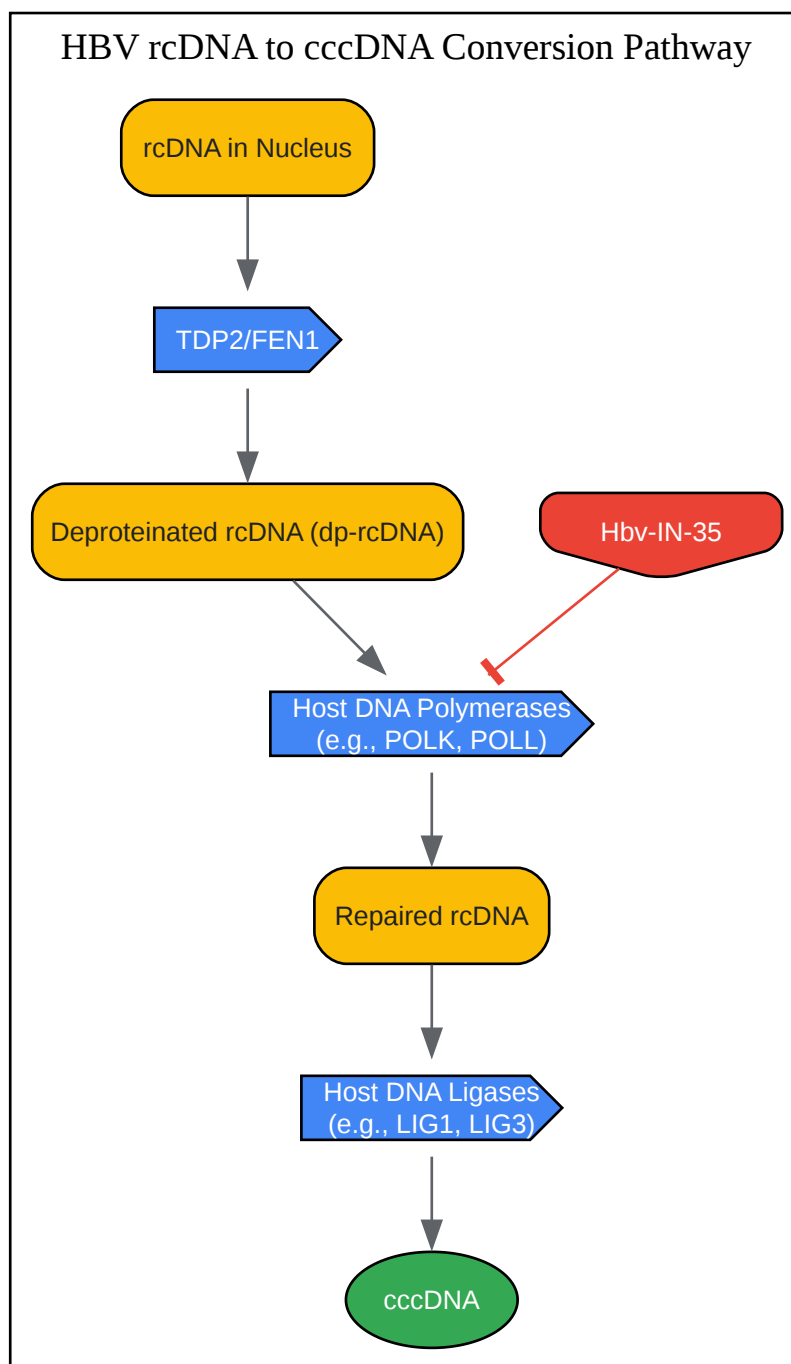 HBV rcDNA to cccDNA Conversion Pathway
rcDNA in Nucleus
TDP2/FEN1
Deproteinated rcDNA (dp-rcDNA)
Hbv-IN-35
Host DNA Polymerases
(e.g., POLK, POLL)
Repaired rcDNA
Host DNA Ligases
(e.g., LIG1, LIG3)
cccDNA